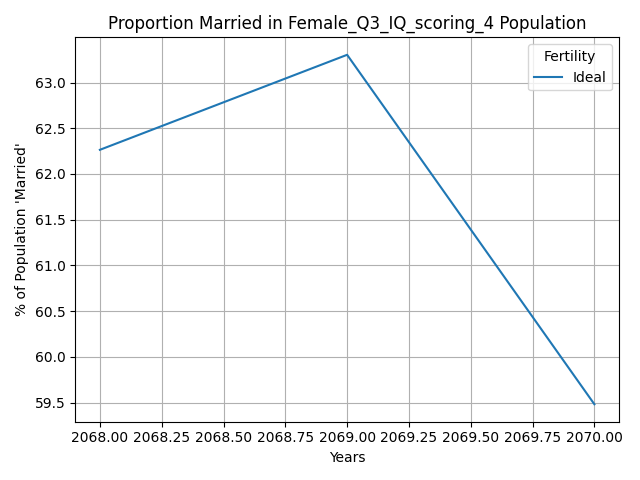 Proportion Married in Female_Q3_IQ_scoring_4 Population
Fertility
Ideal
% of Population 'Married'
63.0
62.5
62.0
61.5
61.0
60.5
60.0
59.5
2068.00 2068.25 2068.50 2068.75 2069.00 2069.25 2069.50 2069.75 2070.00
Years